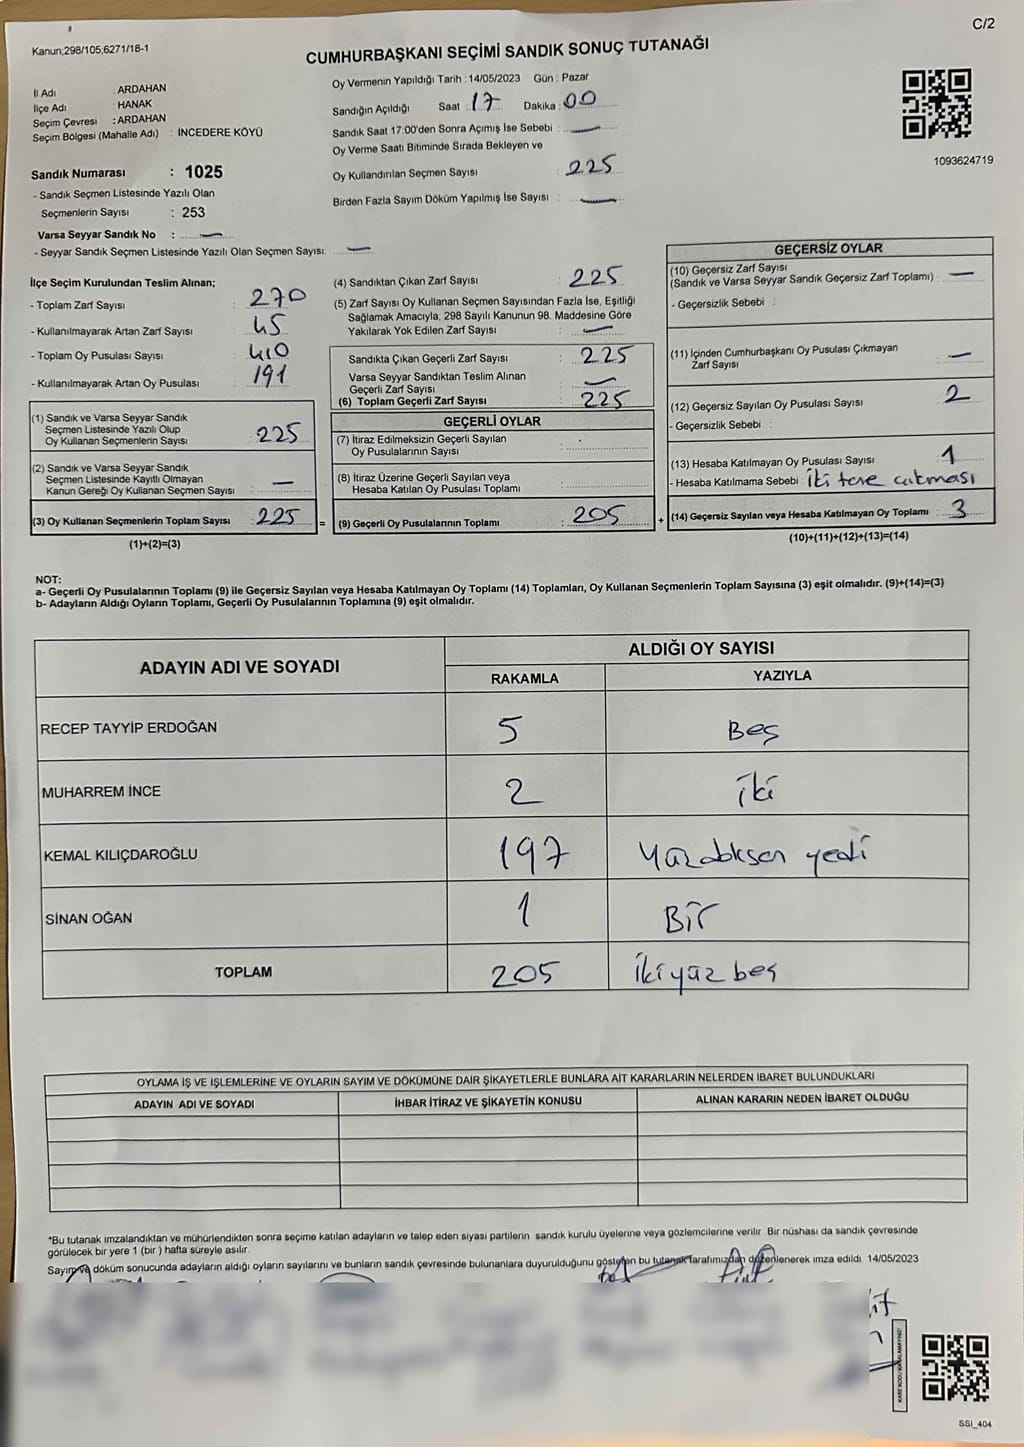 C/2
Kanun,298/105,6271/18-1
CUMHURBAŞKANI SEÇİMİ SANDIK SONUÇ TUTANAĞI
İl Adı : ARDAHAN
İlçe Adı : HANAK
Seçim Çevresi : ARDAHAN
Seçim Bölgesi (Mahalle Adı) : İNCEDERE KÖYÜ
Sandık Numarası : 1025
- Sandık Seçmen Listesinde Yazılı Olan
Seçmenlerin Sayısı : 253
Varsa Seyyar Sandık No : —
- Seyyar Sandık Seçmen Listesinde Yazılı Olan Seçmen Sayısı: —
Oy Vermenin Yapıldığı Tarih : 14/05/2023 Gün : Pazar
Sandığın Açıldığı Saat : 17 Dakika : 00
Sandık Saat 17:00'den Sonra Açımış İse Sebebi : —
Oy Verme Saati Bitiminde Sırada Bekleyen ve
Oy Kullandırılan Seçmen Sayısı : 225
Birden Fazla Sayım Döküm Yapılmış İse Sayısı : —
1093624719
İlçe Seçim Kurulundan Teslim Alınan;
- Toplam Zarf Sayısı : 270
- Kullanılmayarak Artan Zarf Sayısı : 45
- Toplam Oy Pusulası Sayısı : 410
- Kullanılmayarak Artan Oy Pusulası : 191
(1) Sandık ve Varsa Seyyar Sandık
Seçmen Listesinde Yazılı Olup
Oy Kullanan Seçmenlerin Sayısı : 225
(2) Sandık ve Varsa Seyyar Sandık
Seçmen Listesinde Kayıtlı Olmayan
Kanun Gereği Oy Kullanan Seçmen Sayısı : —
(3) Oy Kullanan Seçmenlerin Toplam Sayısı : 225 =
(1)+(2)=(3)
(4) Sandıktan Çıkan Zarf Sayısı : 225
(5) Zarf Sayısı Oy Kullanan Seçmen Sayısından Fazla İse, Eşitliği
Sağlamak Amacıyla, 298 Sayılı Kanunun 98. Maddesine Göre
Yakılarak Yok Edilen Zarf Sayısı : —
Sandıkta Çıkan Geçerli Zarf Sayısı : 225
Varsa Seyyar Sandıktan Teslim Alınan
Geçerli Zarf Sayısı : —
(6) Toplam Geçerli Zarf Sayısı : 225
GEÇERLİ OYLAR
(7) İtiraz Edilmeksizin Geçerli Sayılan
Oy Pusulalarının Sayısı :
(8) İtiraz Üzerine Geçerli Sayılan veya
Hesaba Katılan Oy Pusulası Toplamı :
(9) Geçerli Oy Pusulalarının Toplamı : 205 +
GEÇERSİZ OYLAR
(10) Geçersiz Zarf Sayısı
(Sandık ve Varsa Seyyar Sandık Geçersiz Zarf Toplamı) : —
- Geçersizlik Sebebi :
(11) İçinden Cumhurbaşkanı Oy Pusulası Çıkmayan
Zarf Sayısı : —
(12) Geçersiz Sayılan Oy Pusulası Sayısı : 2
- Geçersizlik Sebebi :
(13) Hesaba Katılmayan Oy Pusulası Sayısı : 1
- Hesaba Katılmama Sebebi : İki tere çıkması
(14) Geçersiz Sayılan veya Hesaba Katılmayan Oy Toplamı : 3
(10)+(11)+(12)+(13)=(14)
NOT:
a- Geçerli Oy Pusulalarının Toplamı (9) ile Geçersiz Sayılan veya Hesaba Katılmayan Oy Toplamı (14) Toplamları, Oy Kullanan Seçmenlerin Toplam Sayısına (3) eşit olmalıdır. (9)+(14)=(3)
b- Adayların Aldığı Oyların Toplamı, Geçerli Oy Pusulalarının Toplamına (9) eşit olmalıdır.
ADAYIN ADI VE SOYADI ALDIĞI OY SAYISI
RAKAMLA YAZIYLA
RECEP TAYYİP ERDOĞAN 5 Beş
MUHARREM İNCE 2 İki
KEMAL KILIÇDAROĞLU 197 yedi
SİNAN OĞAN 1 Bir
TOPLAM 205 İkiyüz beş
OYLAMA İŞ VE İŞLEMLERİNE VE OYLARIN SAYIM VE DÖKÜMÜNE DAİR ŞİKAYETLERLE BUNLARA AİT KARARLARIN NELERDEN İBARET BULUNDUKLARI
ADAYIN ADI VE SOYADI İHBAR İTİRAZ VE ŞİKAYETİN KONUSU ALINAN KARARIN NEDEN İBARET OLDUĞU
*Bu tutanak imzalandıktan ve mühürlendikten sonra seçime katılan adayların ve talep eden siyasi partilerin sandık kurulu üyelerine veya gözlemcilerine verilir. Bir nüshası da sandık çevresinde
görülecek bir yere 1 (bir ) hafta süreyle asılır.
Sayım ve döküm sonucunda adayların aldığı oyların sayılarını ve bunların sandık çevresinde bulunanlara duyurulduğunu gösteren bu tutanak tarafımızdan düzenlenerek imza edildi. 14/05/2023
KARE KODU KARALAMAYINIZ!
SSI_404